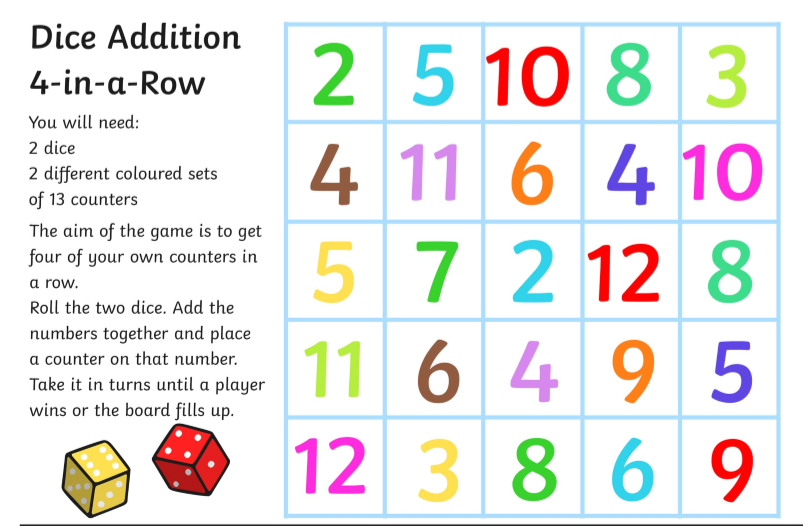 Dice Addition
4-in-a-Row
You will need:
2 dice
2 different coloured sets
of 13 counters
The aim of the game is to get
four of your own counters in
a row.
Roll the two dice. Add the
numbers together and place
a counter on that number.
Take it in turns until a player
wins or the board fills up.
2 5 10 8 3
4 11 6 4 10
5 7 2 12 8
11 6 4 9 5
12 3 8 6 9